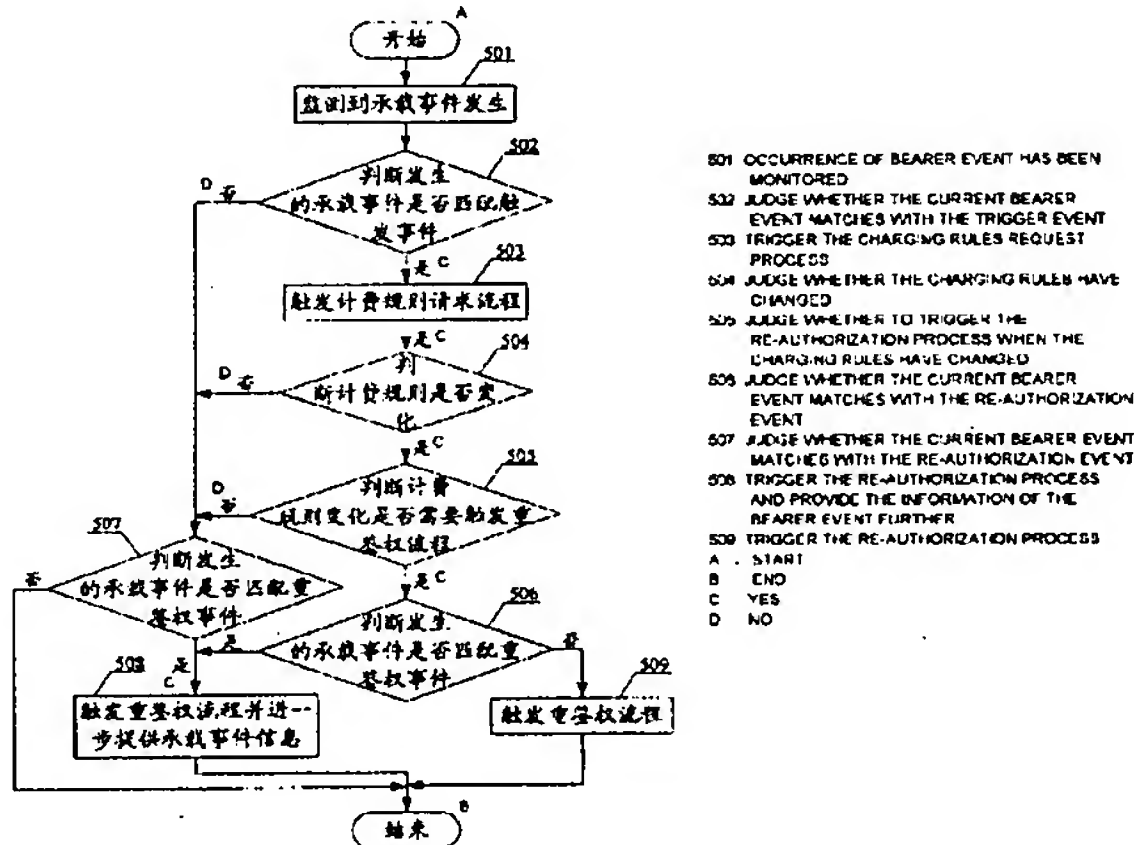 A
开始
501
监测到承载事件发生
502
判断发生
的承载事件是否匹配触
发事件
D 否
是 C
503
触发计费规则请求流程
是 C
504
判
断计费规则是否变
化
D 否
是 C
505
判断计费
规则变化是否需要触发重
鉴权流程
D
否
507
判断发生
的承载事件是否匹配重
鉴权事件
否
是 C
506
判断发生
的承载事件是否匹配重
鉴权事件
是
否
508
是
C
触发重鉴权流程并进一
步提供承载事件信息
509
触发重鉴权流程
B
结束
501 OCCURRENCE OF BEARER EVENT HAS BEEN
MONITORED
502 JUDGE WHETHER THE CURRENT BEARER
EVENT MATCHES WITH THE TRIGGER EVENT
503 TRIGGER THE CHARGING RULES REQUEST
PROCESS
504 JUDGE WHETHER THE CHARGING RULES HAVE
CHANGED
505 JUDGE WHETHER TO TRIGGER THE
RE-AUTHORIZATION PROCESS WHEN THE
CHARGING RULES HAVE CHANGED
506 JUDGE WHETHER THE CURRENT BEARER
EVENT MATCHES WITH THE RE-AUTHORIZATION
EVENT
507 JUDGE WHETHER THE CURRENT BEARER EVENT
MATCHES WITH THE RE-AUTHORIZATION EVENT
508 TRIGGER THE RE-AUTHORIZATION PROCESS
AND PROVIDE THE INFORMATION OF THE
BEARER EVENT FURTHER
509 TRIGGER THE RE-AUTHORIZATION PROCESS
A . START
B END
C YES
D NO